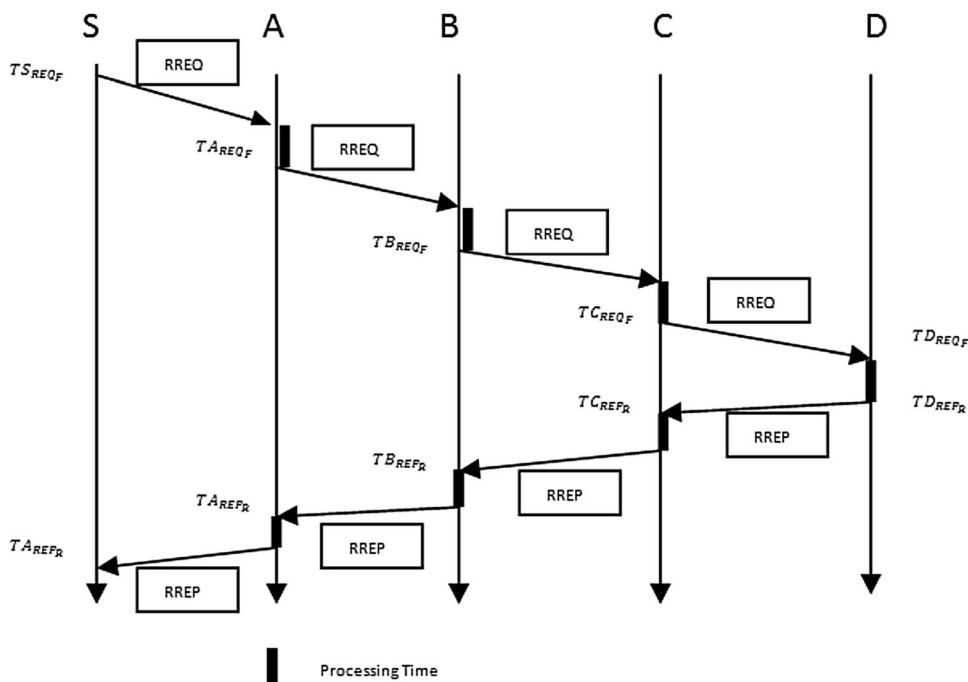 S A B C D
TS_{REQ_F}
RREQ
TA_{REQ_F}
RREQ
TB_{REQ_F}
RREQ
TC_{REQ_F}
RREQ
TD_{REQ_F}
TC_{REF_R}
TD_{REF_R}
RREP
TB_{REF_R}
RREP
TA_{REF_R}
RREP
TA_{REF_R}
RREP
Processing Time